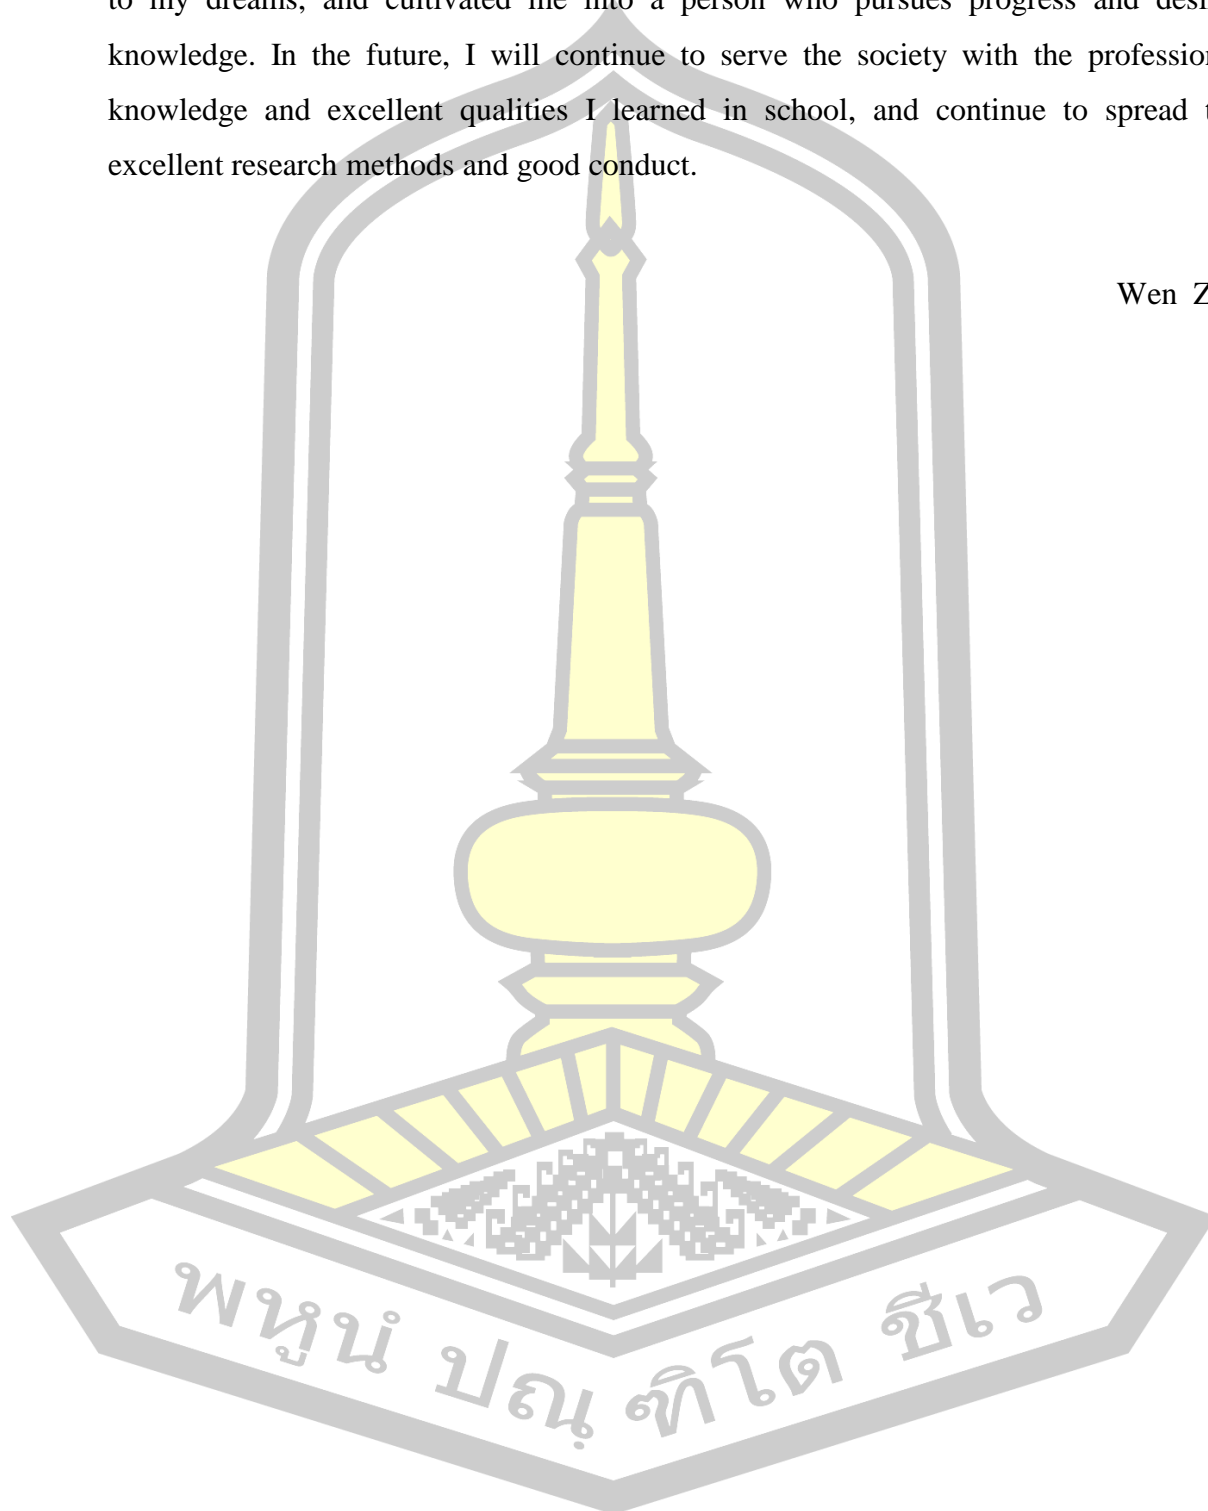 to my dreams, and cultivated me into a person who pursues progress and
knowledge. In the future, I will continue to serve the society with the
knowledge and excellent qualities I learned in school, and continue to spread
excellent research methods and good conduct.
Wen
พหูนํ ปณฺ ฑิโต ชีเว